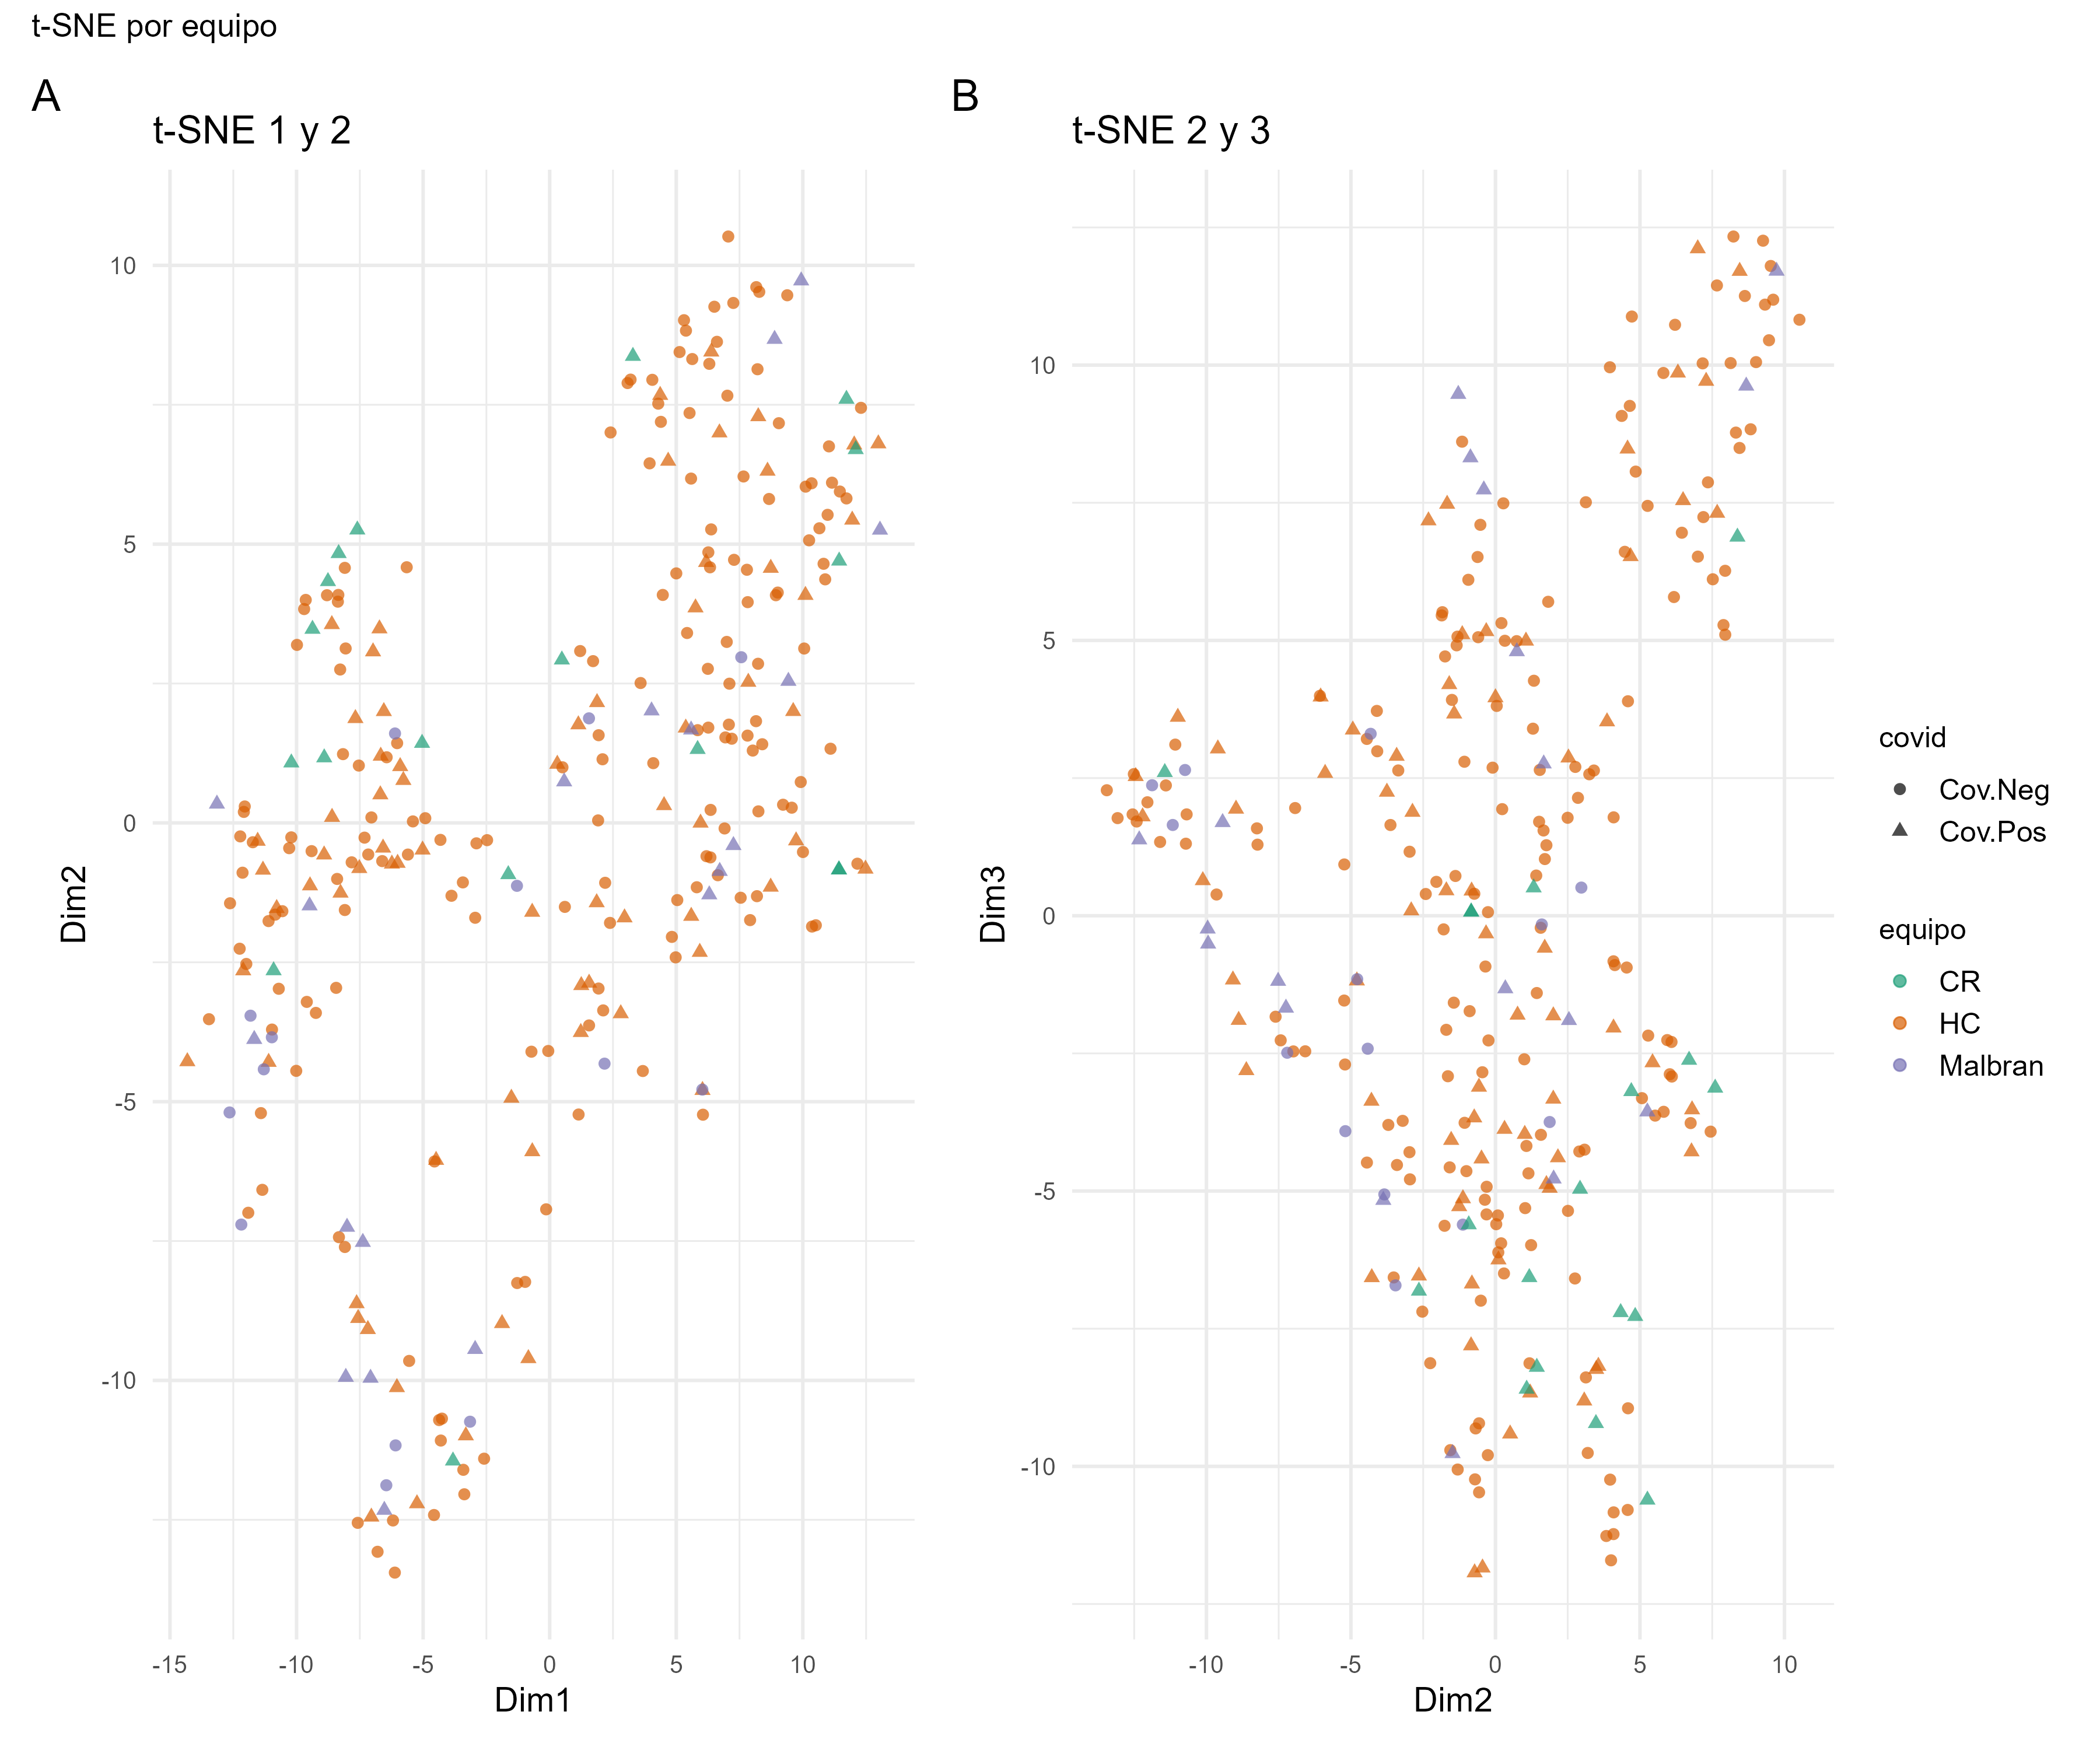 t-SNE por equipo
A
t-SNE 1 y 2
10
5
0
-5
-10
-15
-10
-5
0
5
10
Dim1
Dim2
B
t-SNE 2 y 3
10
5
0
-5
-10
-10
-5
0
5
10
Dim2
Dim3
covid
Cov.Neg
Cov.Pos
equipo
CR
HC
Malbran